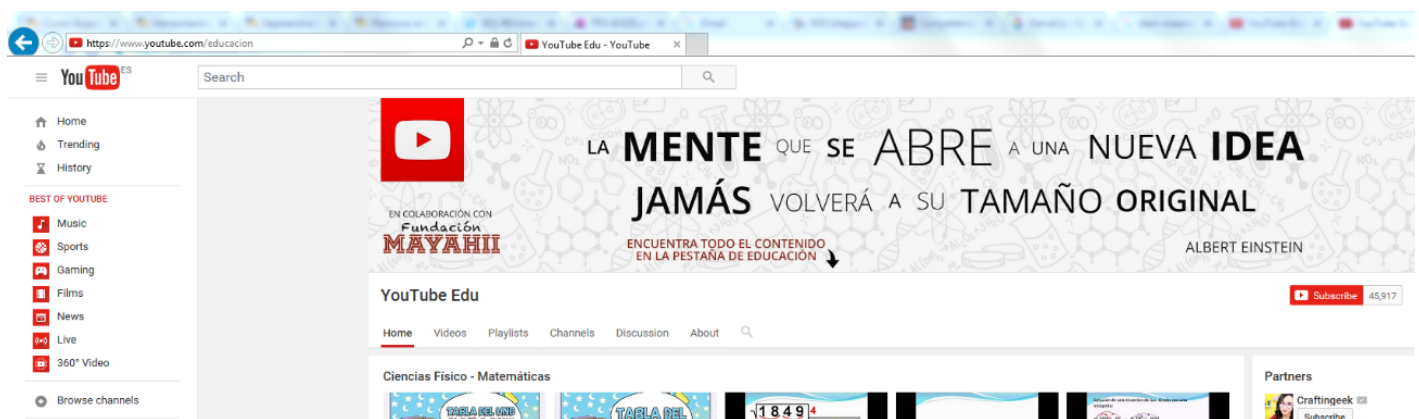 https://www.youtube.com/educacion
YouTube Edu - YouTube
YouTube ES
Search
Home
Trending
History
BEST OF YOUTUBE
Music
Sports
Gaming
Films
News
Live
360° Video
Browse channels
LA MENTE QUE SE ABRE A UNA NUEVA IDEA
JAMÁS VOLVERÁ A SU TAMAÑO ORIGINAL
ALBERT EINSTEIN
EN COLABORACIÓN CON
Fundación
MAYAHII
ENCUENTRA TODO EL CONTENIDO
EN LA PESTAÑA DE EDUCACIÓN
YouTube Edu
Subscribe 45,917
Home Videos Playlists Channels Discussion About
Ciencias Físico - Matemáticas
TABLA DEL UNO
TABLA DEL
1849 4
Partners
Craftingeek
Subscribe